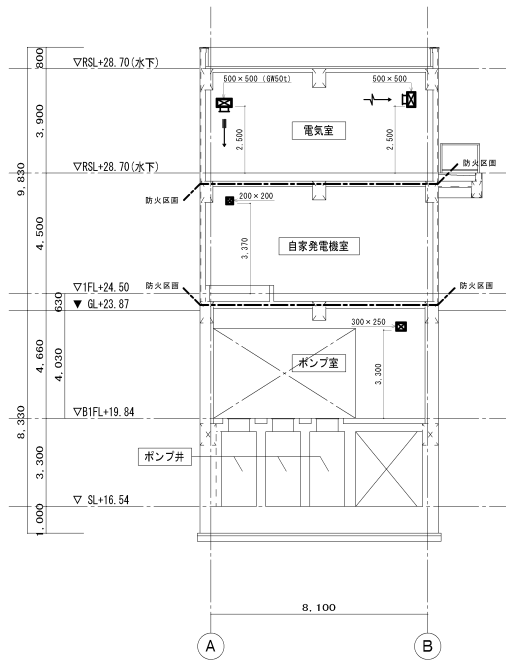 800
▽RSL+28.70(水下)
500×500 (GW50t)
500×500
3,900
電気室
2,500
2,500
9,830
▽RSL+28.70(水下)
防火区画
防火区画
200×200
4,500
自家発電機室
3,370
▽1FL+24.50
防火区画
防火区画
630
▼ GL+23.87
300×250
4,660
4,030
ポンプ室
3,300
8,330
▽B1FL+19.84
3,300
ポンプ井
▽ SL+16.54
1,000
8,100
A
B